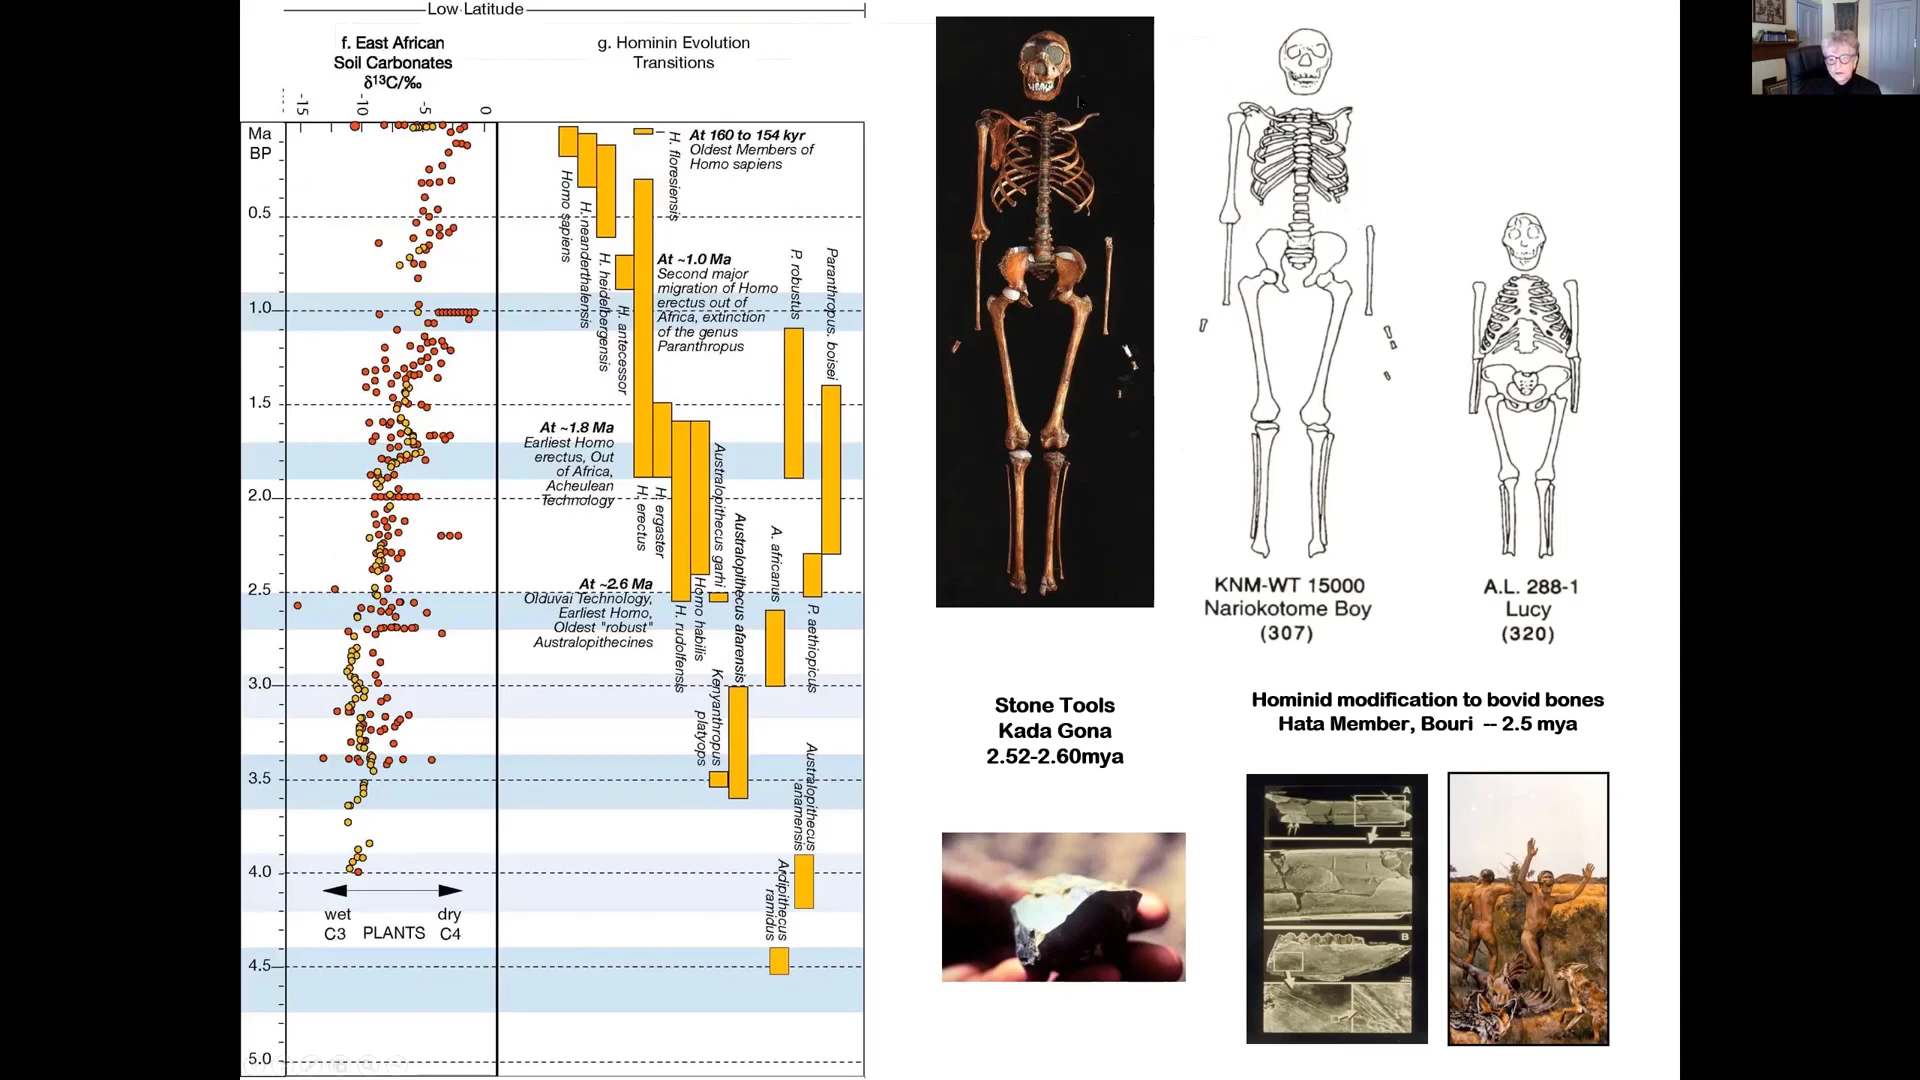 Low Latitude
f. East African
Soil Carbonates
δ13C/‰
-15
-10
-5
0
g. Hominin Evolution
Transitions
Ma
BP
0.5
1.0
1.5
2.0
2.5
3.0
3.5
4.0
4.5
5.0
wet
C3
PLANTS
dry
C4
Homo sapiens
H. neanderthalensis
H. heidelbergensis
H. antecessor
H. floresiensis
At 160 to 154 kyr
Oldest Members of
Homo sapiens
At ~1.0 Ma
Second major
migration of Homo
erectus out of
Africa, extinction
of the genus
Paranthropus
P. robustus
Paranthropus. boisei
At ~1.8 Ma
Earliest Homo
erectus, Out
of Africa,
Acheulean
Technology
H. erectus
H. ergaster
Australopithecus garhi
Australopithecus afarensis
A. africanus
At ~2.6 Ma
Olduvai Technology,
Earliest Homo,
Oldest "robust"
Australopithecines
H. rudolfensis
Homo habilis
P. aethiopicus
Kenyanthropus
platyops
Australopithecus
anamensis
Ardipithecus
ramidus
KNM-WT 15000
Nariokotome Boy
(307)
A.L. 288-1
Lucy
(320)
Stone Tools
Kada Gona
2.52-2.60mya
Hominid modification to bovid bones
Hata Member, Bouri -- 2.5 mya
A
B